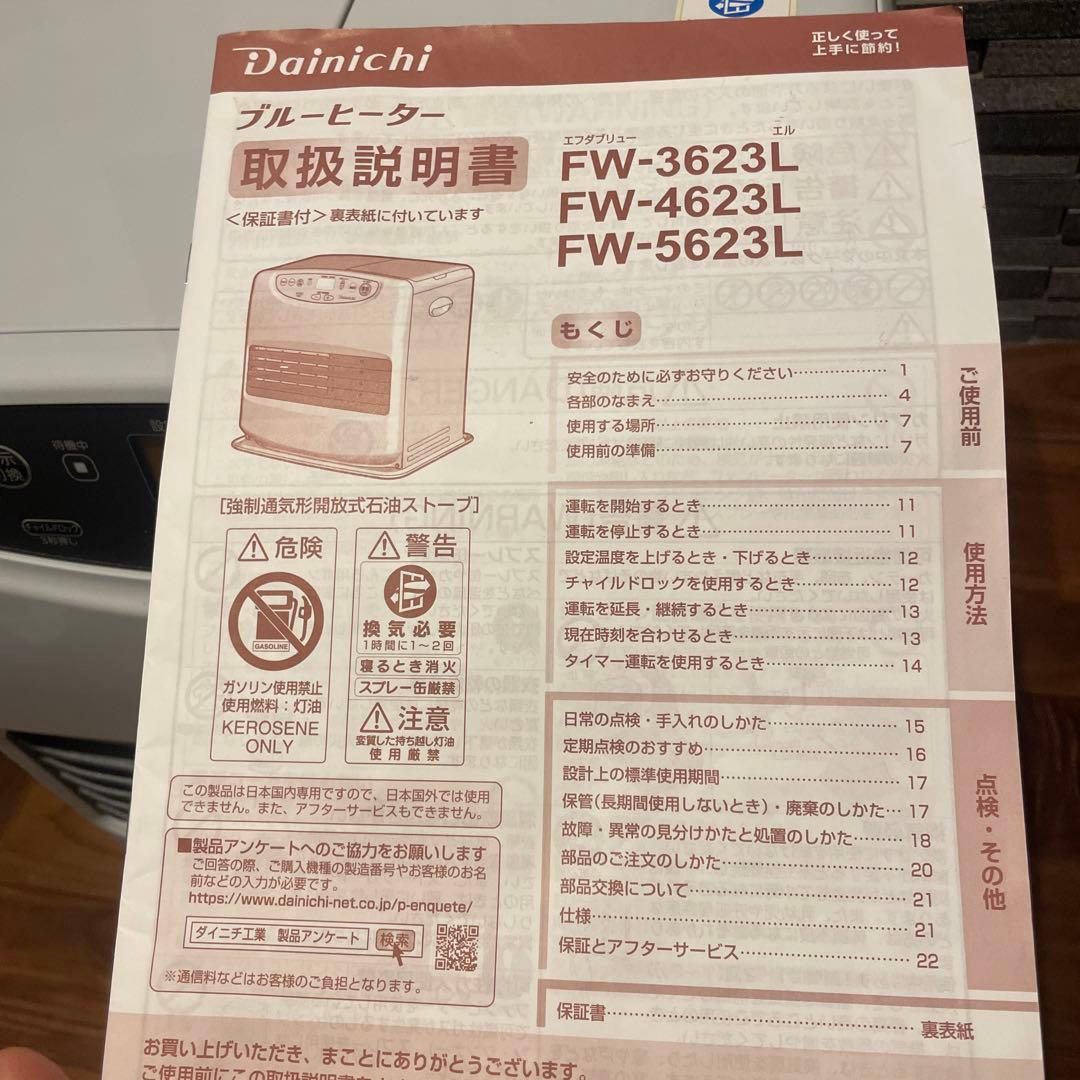 Dainichi
正しく使って
上手に節約!
ブルーヒーター
取扱説明書
<保証書付>裏表紙に付いています
エフダブリュー エル
FW-3623L
FW-4623L
FW-5623L
[強制通気形開放式石油ストーブ]
危険
GASOLINE
ガソリン使用禁止
使用燃料:灯油
KEROSENE
ONLY
警告
換気必要
1時間に1~2回
寝るとき消火
スプレー缶厳禁
注意
変質した持ち越し灯油
使用厳禁
この製品は日本国内専用ですので、日本国外では使用
できません。また、アフターサービスもできません。
■製品アンケートへのご協力をお願いします
ご回答の際、ご購入機種の製造番号やお客様のお名
前などの入力が必要です。
https://www.dainichi-net.co.jp/p-enquete/
ダイニチ工業 製品アンケート 検索
※通信料などはお客様のご負担となります。
もくじ
ご使用前
安全のために必ずお守りください 1
各部のなまえ 4
使用する場所 7
使用前の準備 7
使用方法
運転を開始するとき 11
運転を停止するとき 11
設定温度を上げるとき・下げるとき 12
チャイルドロックを使用するとき 12
運転を延長・継続するとき 13
現在時刻を合わせるとき 13
タイマー運転を使用するとき 14
点検・その他
日常の点検・手入れのしかた 15
定期点検のおすすめ 16
設計上の標準使用期間 17
保管(長期間使用しないとき)・廃棄のしかた 17
故障・異常の見分けかたと処置のしかた 18
部品のご注文のしかた 20
部品交換について 21
仕様 21
保証とアフターサービス 22
保証書 裏表紙
お買い上げいただき、まことにありがとうございます。
待機中
チャイルドロック
3秒押し